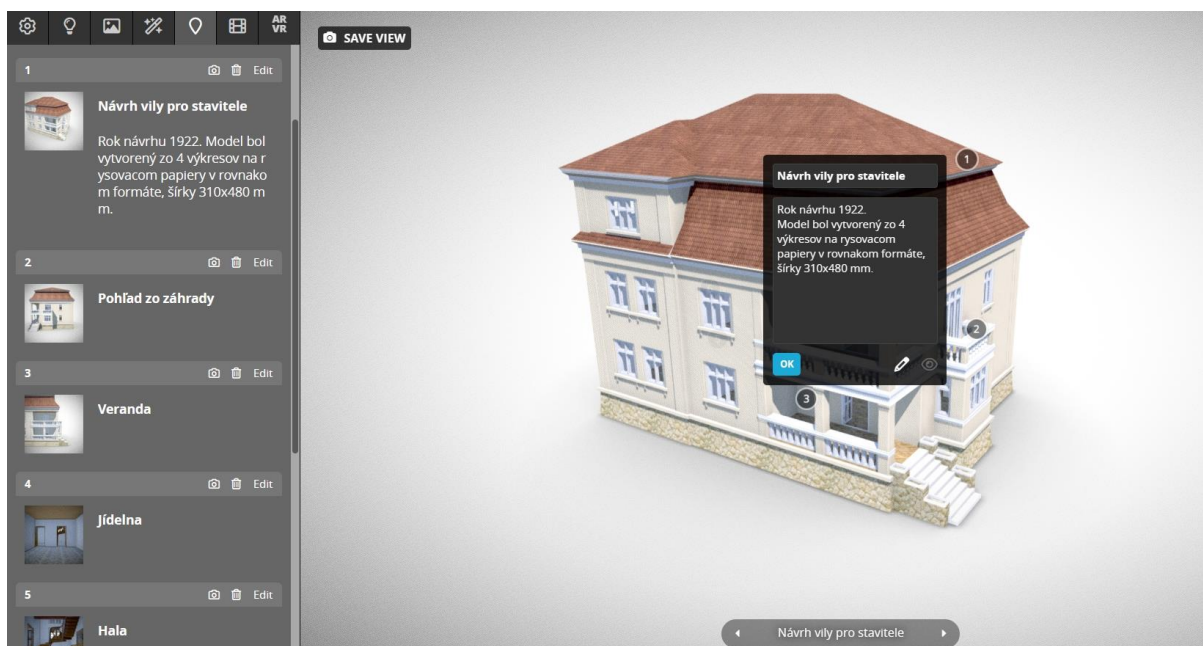 AR
VR
SAVE VIEW
1 Edit
Návrh vily pro stavitele
Rok návrhu 1922. Model bol
vytvorený zo 4 výkresov na r
ysovacom papiery v rovnako
m formáte, šírky 310x480 m
m.
2 Edit
Pohľad zo záhrady
3 Edit
Veranda
4 Edit
Jídelna
5 Edit
Hala
1
Návrh vily pro stavitele
Rok návrhu 1922.
Model bol vytvorený zo 4
výkresov na rysovacom
papiery v rovnakom formáte,
šírky 310x480 mm.
2
OK
3
Návrh vily pro stavitele